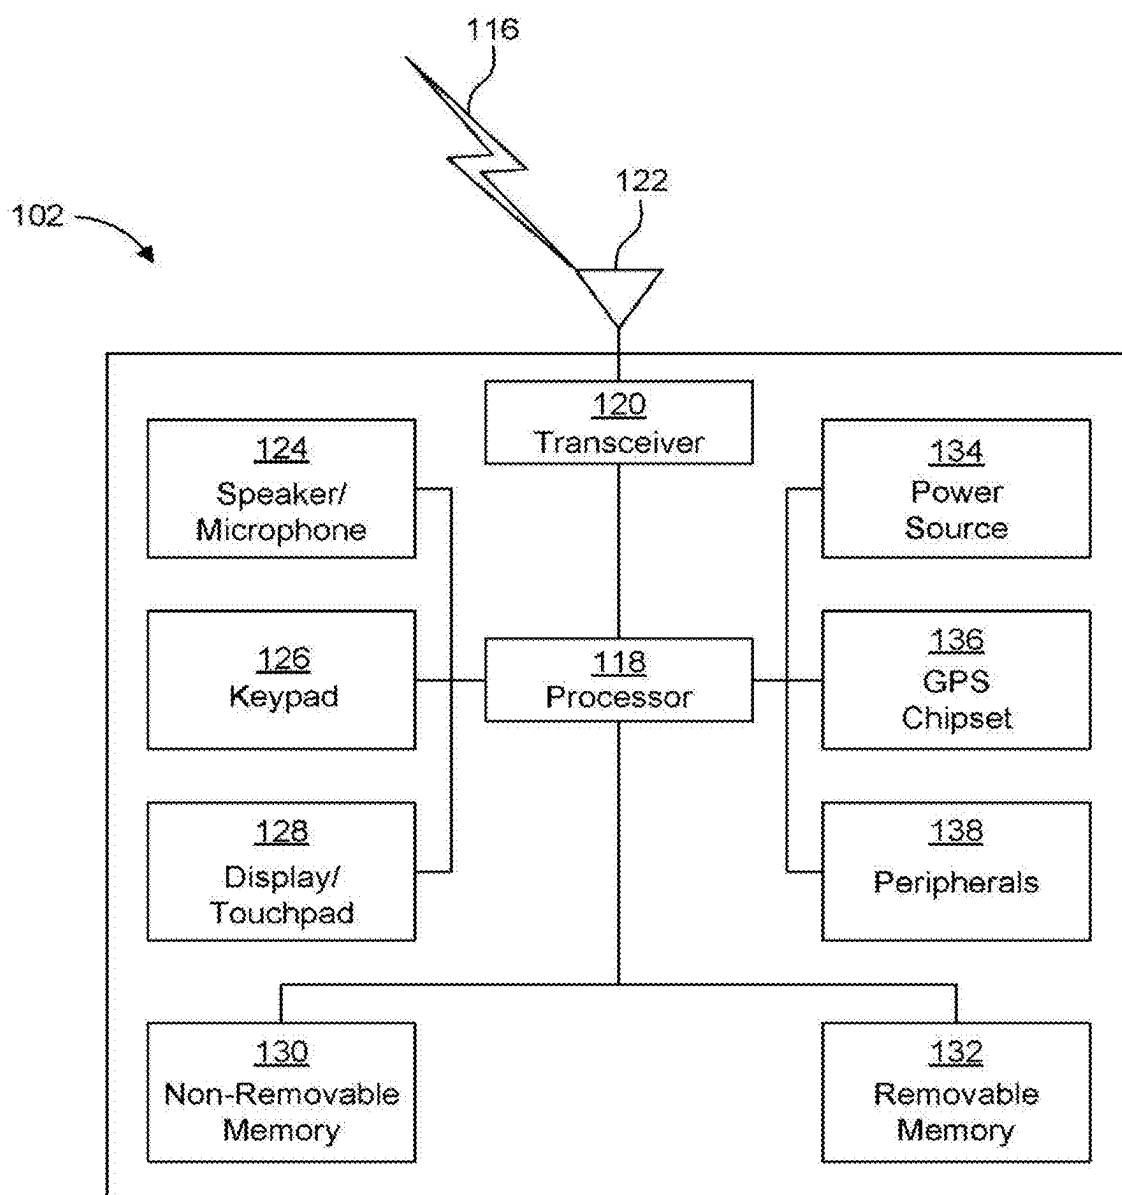 116
122
102
120
Transceiver
124
Speaker/
Microphone
134
Power
Source
126
Keypad
118
Processor
136
GPS
Chipset
128
Display/
Touchpad
138
Peripherals
130
Non-Removable
Memory
132
Removable
Memory